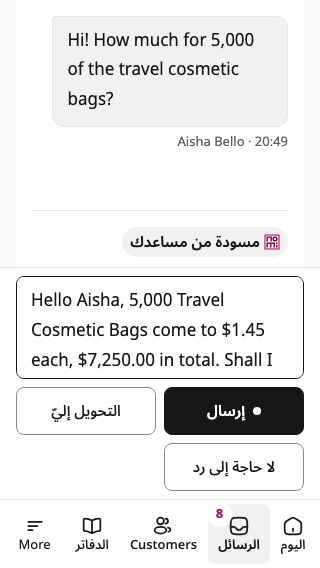 Hi! How much for 5,000
of the travel cosmetic
bags?
Aisha Bello · 20:49
مسودة من مساعدك
Hello Aisha, 5,000 Travel
Cosmetic Bags come to $1.45
each, $7,250.00 in total. Shall I
إرسال
التحويل إليّ
لا حاجة إلى رد
8
اليوم
الرسائل
Customers
الدفاتر
More